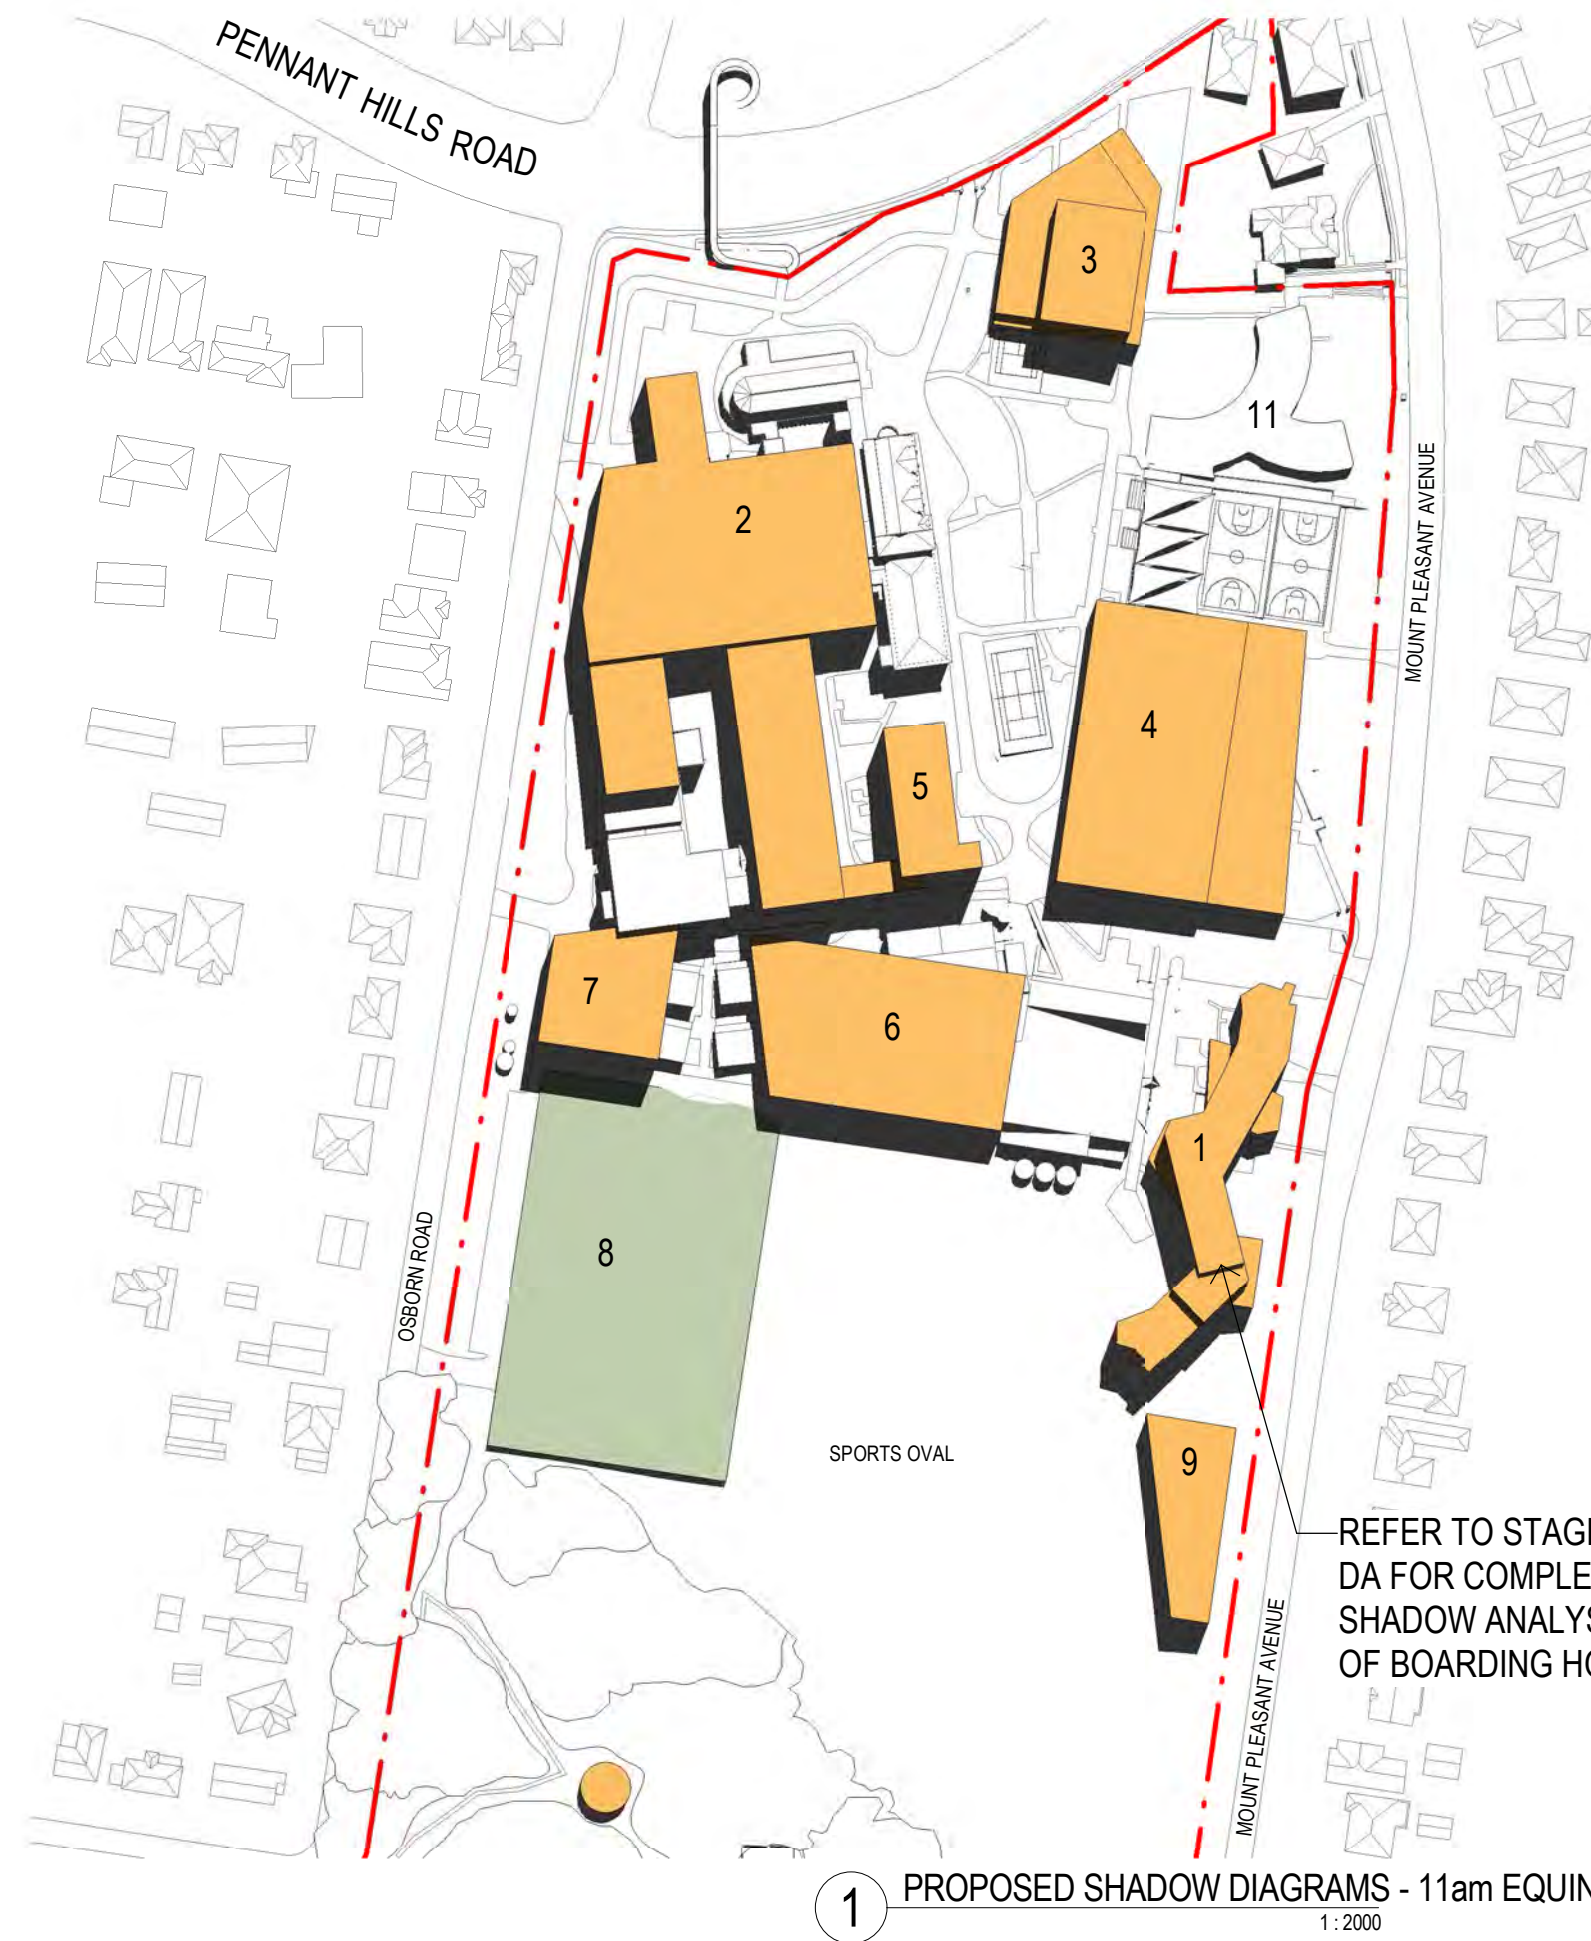 PENNANT HILLS ROAD
3
11
2
MOUNT PLEASANT AVENUE
4
5
7
6
1
8
OSBORN ROAD
SPORTS OVAL
9
REFER TO STAG
DA FOR COMPLE
SHADOW ANALYS
OF BOARDING HO
MOUNT PLEASANT AVENUE
1 PROPOSED SHADOW DIAGRAMS - 11am EQUIN
1 : 2000